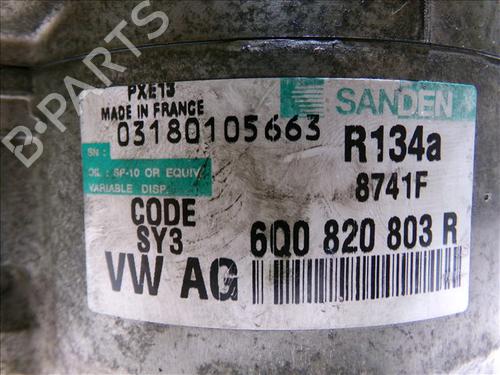 B-PARTS
PXE13
MADE IN FRANCE
SANDEN
03180105663
R134a
SN :
OIL : SP-10 OR EQUIV.
8741F
VARIABLE DISP.
CODE
SY3
6Q0 820 803 R
VW AG